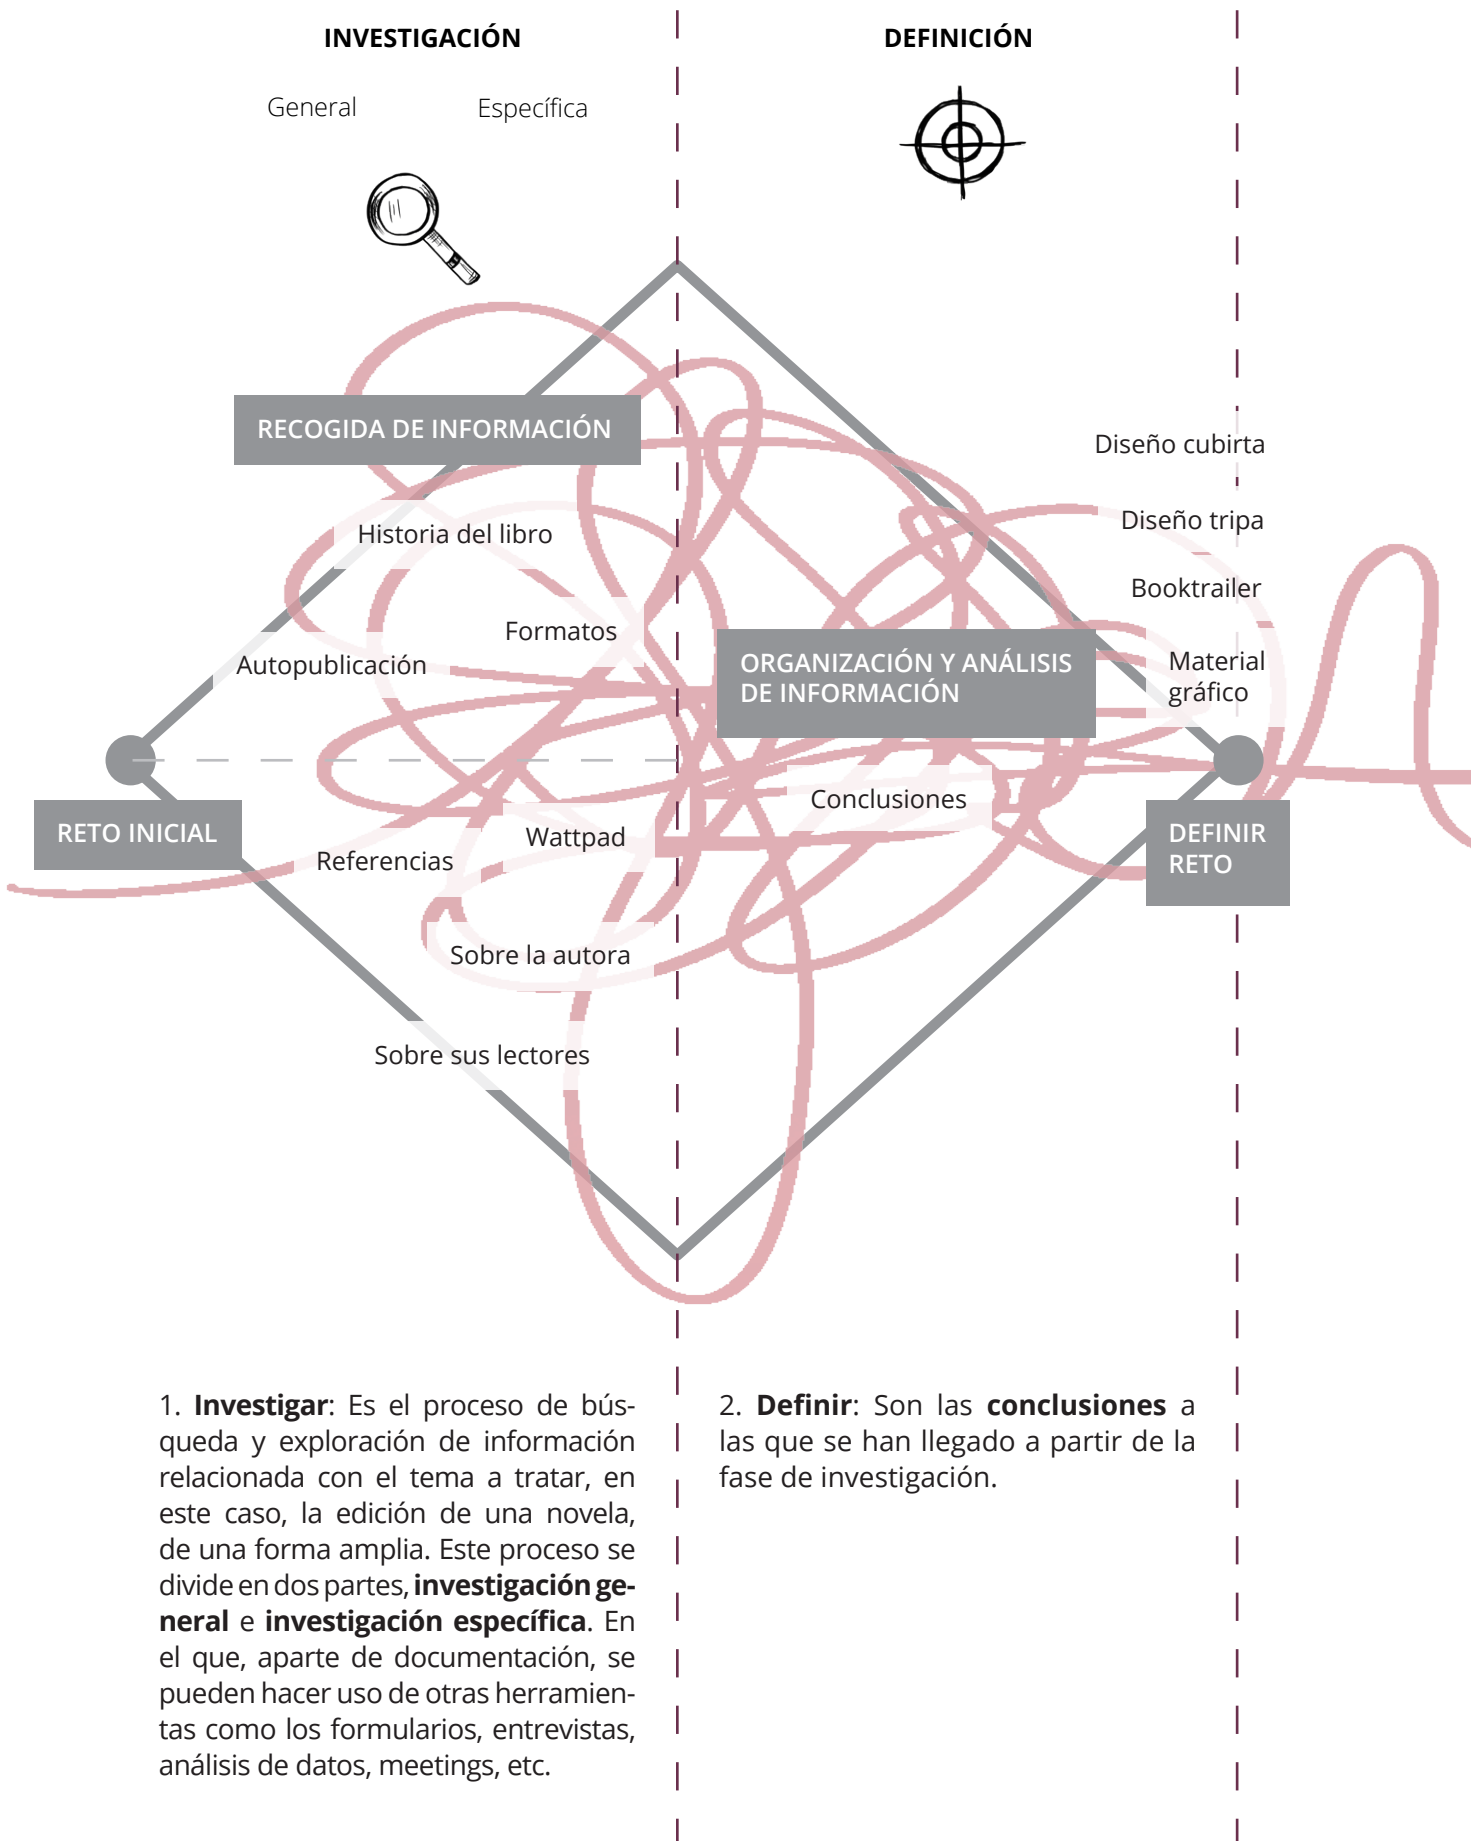 INVESTIGACIÓN
DEFINICIÓN
General
Específica
RECOGIDA DE INFORMACIÓN
Diseño cubirta
Historia del libro
Diseño tripa
Booktrailer
Formatos
Autopublicación
ORGANIZACIÓN Y ANÁLISIS
DE INFORMACIÓN
Material
gráfico
Conclusiones
RETO INICIAL
Wattpad
Referencias
DEFINIR
RETO
Sobre la autora
Sobre sus lectores
1. Investigar: Es el proceso de bús-
queda y exploración de información
relacionada con el tema a tratar, en
este caso, la edición de una novela,
de una forma amplia. Este proceso se
divide en dos partes, investigación ge-
neral e investigación específica. En
el que, aparte de documentación, se
pueden hacer uso de otras herramien-
tas como los formularios, entrevistas,
análisis de datos, meetings, etc.
2. Definir: Son las conclusiones a
las que se han llegado a partir de la
fase de investigación.